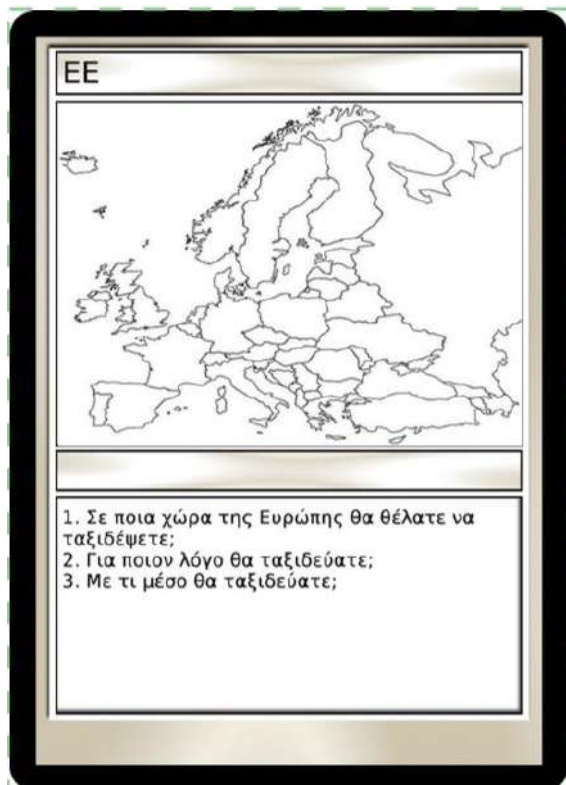 ΕΕ
1. Σε ποια χώρα της Ευρώπης θα θέλατε να
ταξιδέψετε;
2. Για ποιον λόγο θα ταξιδεύατε;
3. Με τι μέσο θα ταξιδεύατε;